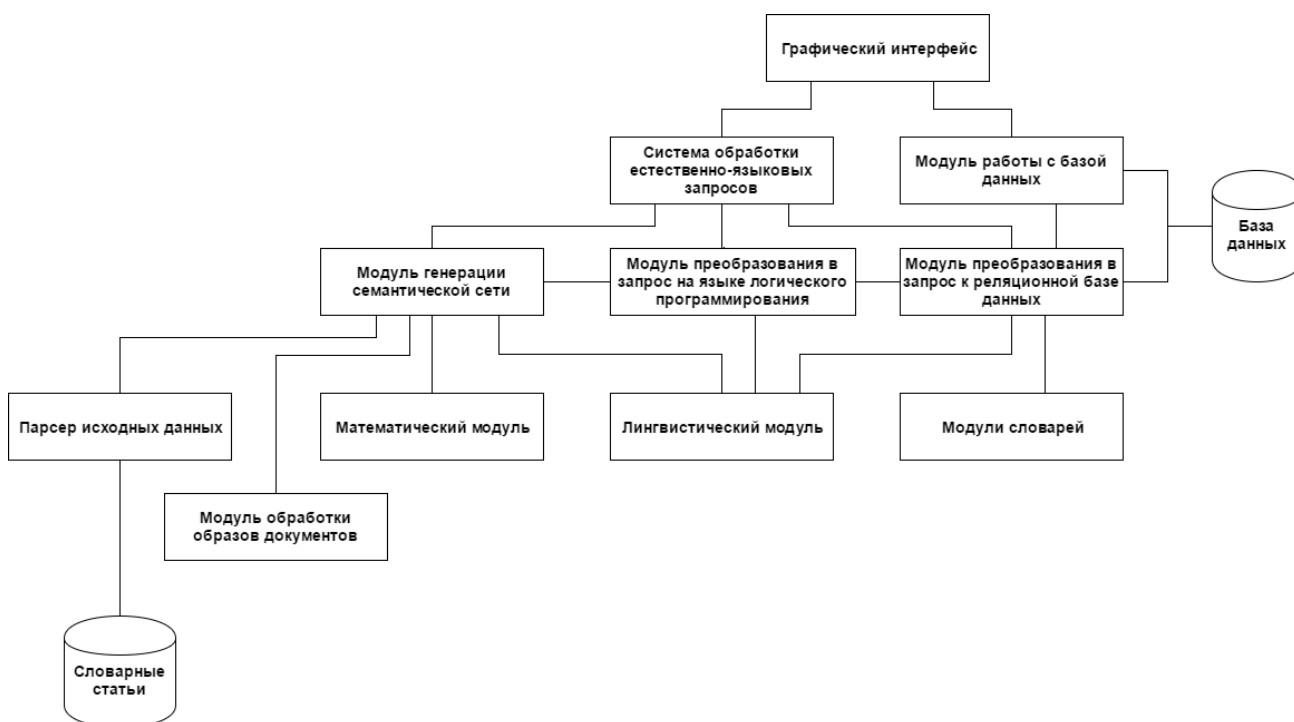 Графический интерфейс
Система обработки
естественно-языковых
запросов
Модуль работы с базой
данных
База
данных
Модуль генерации
семантической сети
Модуль преобразования в
запрос на языке логического
программирования
Модуль преобразования в
запрос к реляционной базе
данных
Парсер исходных данных
Математический модуль
Лингвистический модуль
Модули словарей
Модуль обработки
образов документов
Словарные
статьи